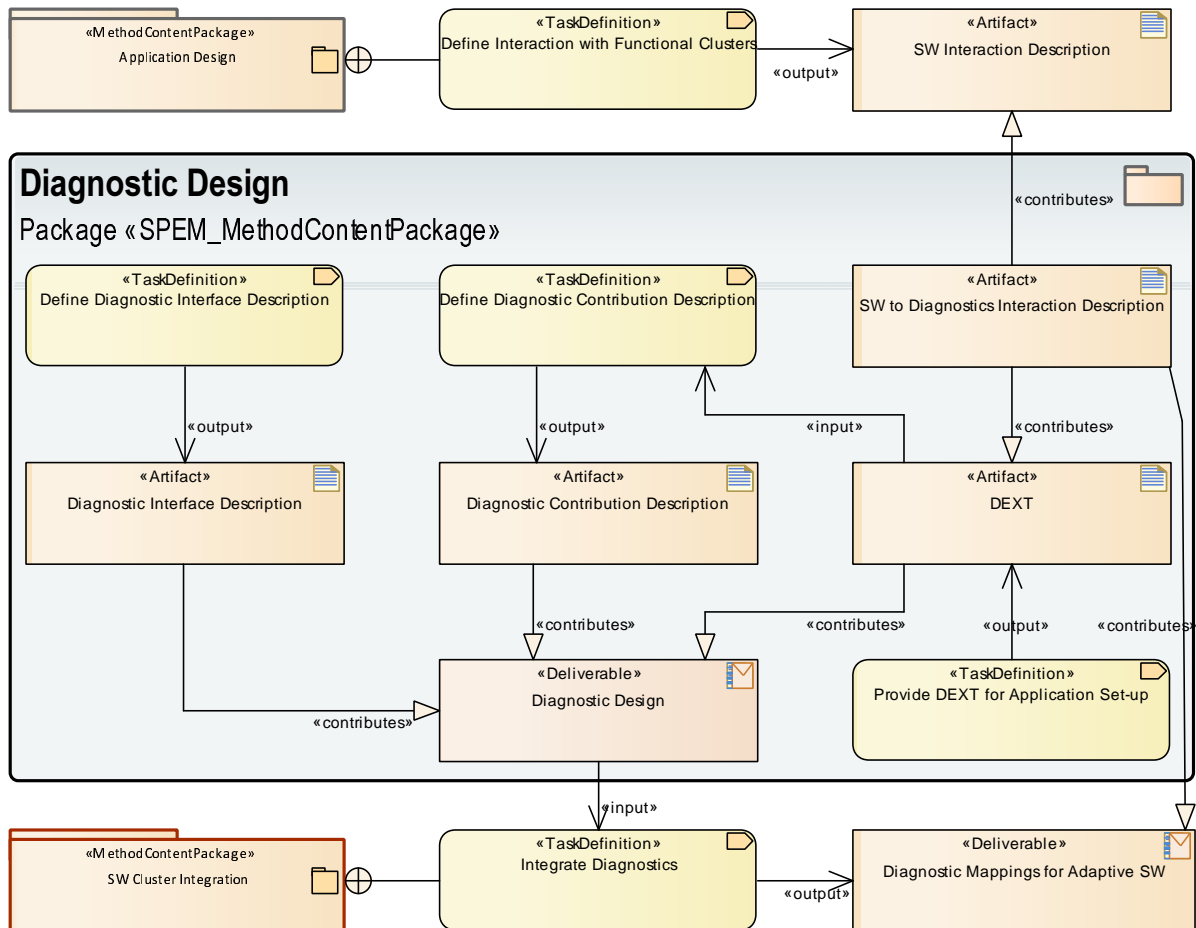 «MethodContentPackage»
Application Design
«TaskDefinition»
Define Interaction with Functional Clusters
«output»
«Artifact»
SW Interaction Description
Diagnostic Design
Package «SPEM_MethodContentPackage»
«contributes»
«TaskDefinition»
Define Diagnostic Interface Description
«TaskDefinition»
Define Diagnostic Contribution Description
«Artifact»
SW to Diagnostics Interaction Description
«output»
«output»
«input»
«contributes»
«Artifact»
Diagnostic Interface Description
«Artifact»
Diagnostic Contribution Description
«Artifact»
DEXT
«contributes»
«contributes»
«output»
«contributes»
«Deliverable»
Diagnostic Design
«TaskDefinition»
Provide DEXT for Application Set-up
«contributes»
«input»
«MethodContentPackage»
SW Cluster Integration
«TaskDefinition»
Integrate Diagnostics
«output»
«Deliverable»
Diagnostic Mappings for Adaptive SW